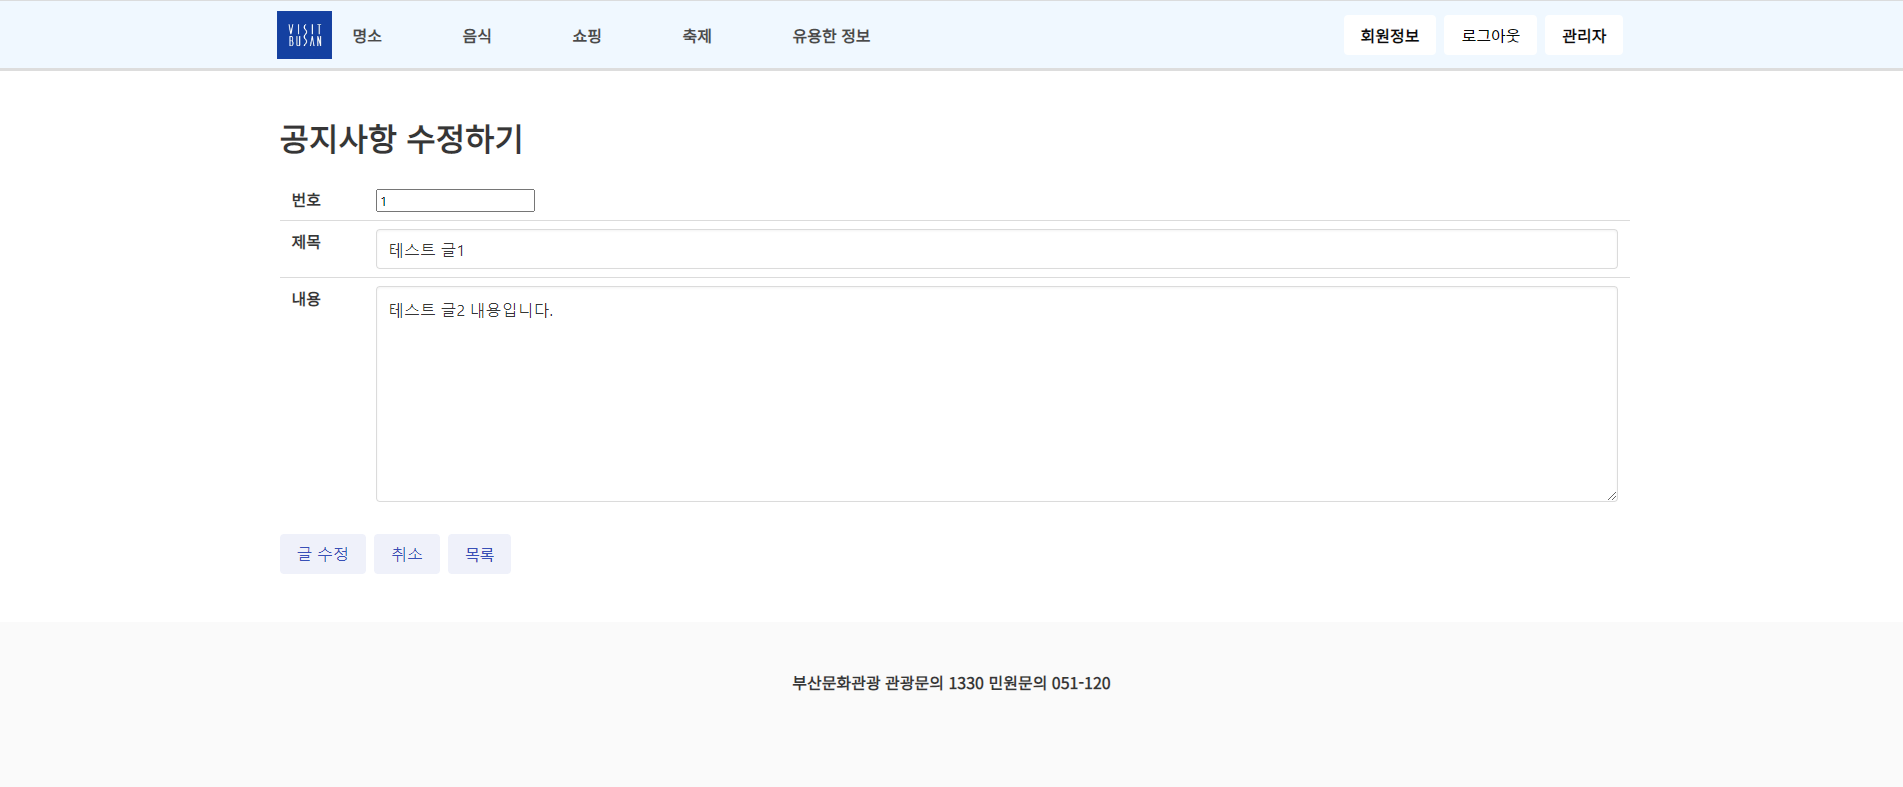 VISIT
BUSAN
명소 음식 쇼핑 축제 유용한 정보 회원정보 로그아웃 관리자
공지사항 수정하기
번호 1
제목 테스트 글1
내용 테스트 글2 내용입니다.
글 수정 취소 목록
부산문화관광 관광문의 1330 민원문의 051-120